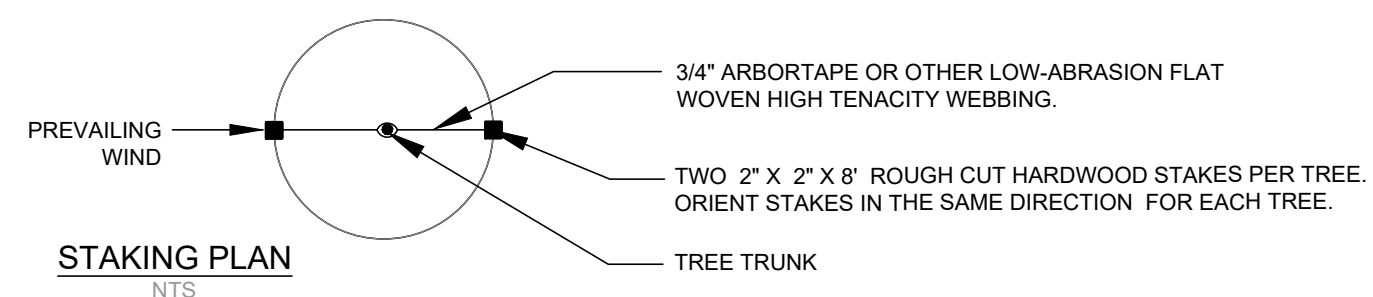 3/4" ARBORTAPE OR OTHER LOW-ABRASION FLAT
WOVEN HIGH TENACITY WEBBING.
PREVAILING
WIND
TWO 2" X 2" X 8' ROUGH CUT HARDWOOD STAKES PER TREE.
ORIENT STAKES IN THE SAME DIRECTION FOR EACH TREE.
TREE TRUNK
STAKING PLAN
NTS